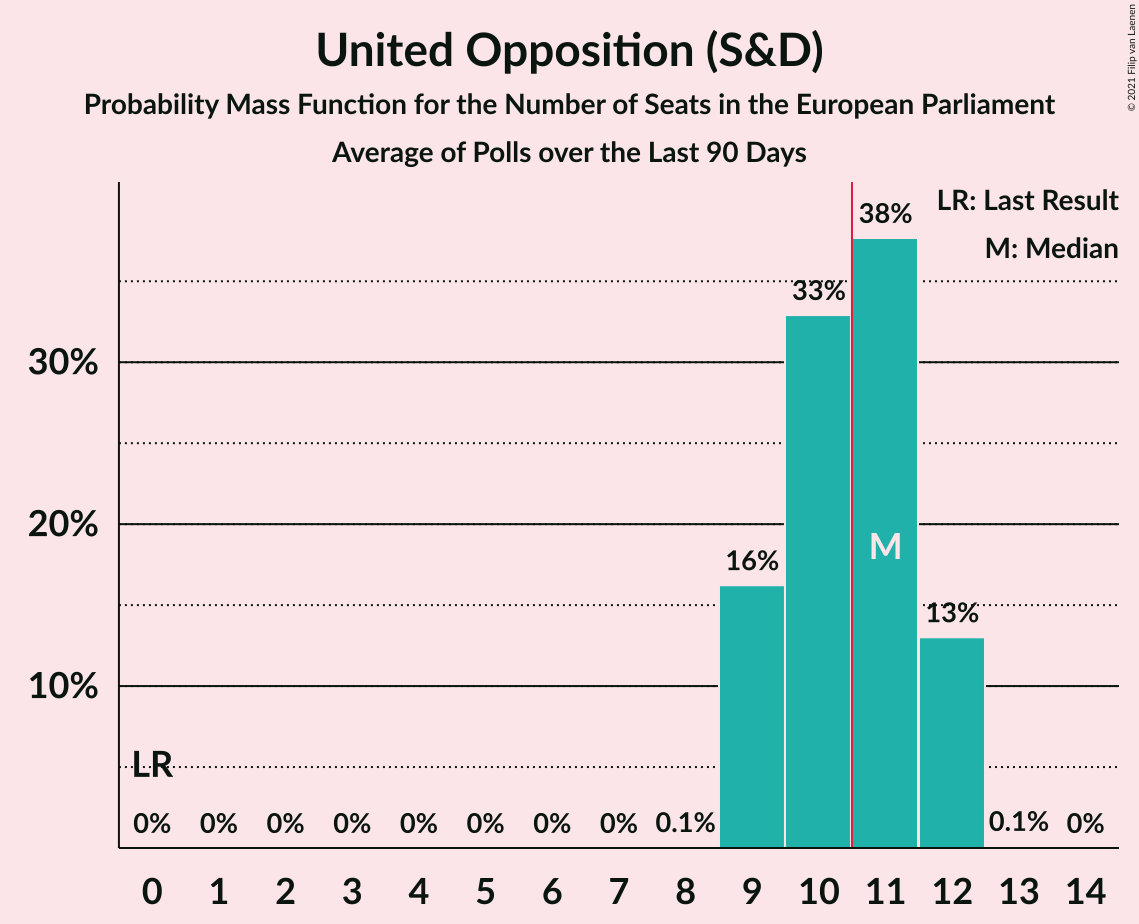 United Opposition (S&D)
Probability Mass Function for the Number of Seats in the European Parliament
Average of Polls over the Last 90 Days
© 2021 Filip van Laenen
LR: Last Result
M: Median
38%
33%
30%
20%
M
16%
13%
10%
LR
0% 0% 0% 0% 0% 0% 0% 0% 0.1% 0.1% 0%
0 1 2 3 4 5 6 7 8 9 10 11 12 13 14